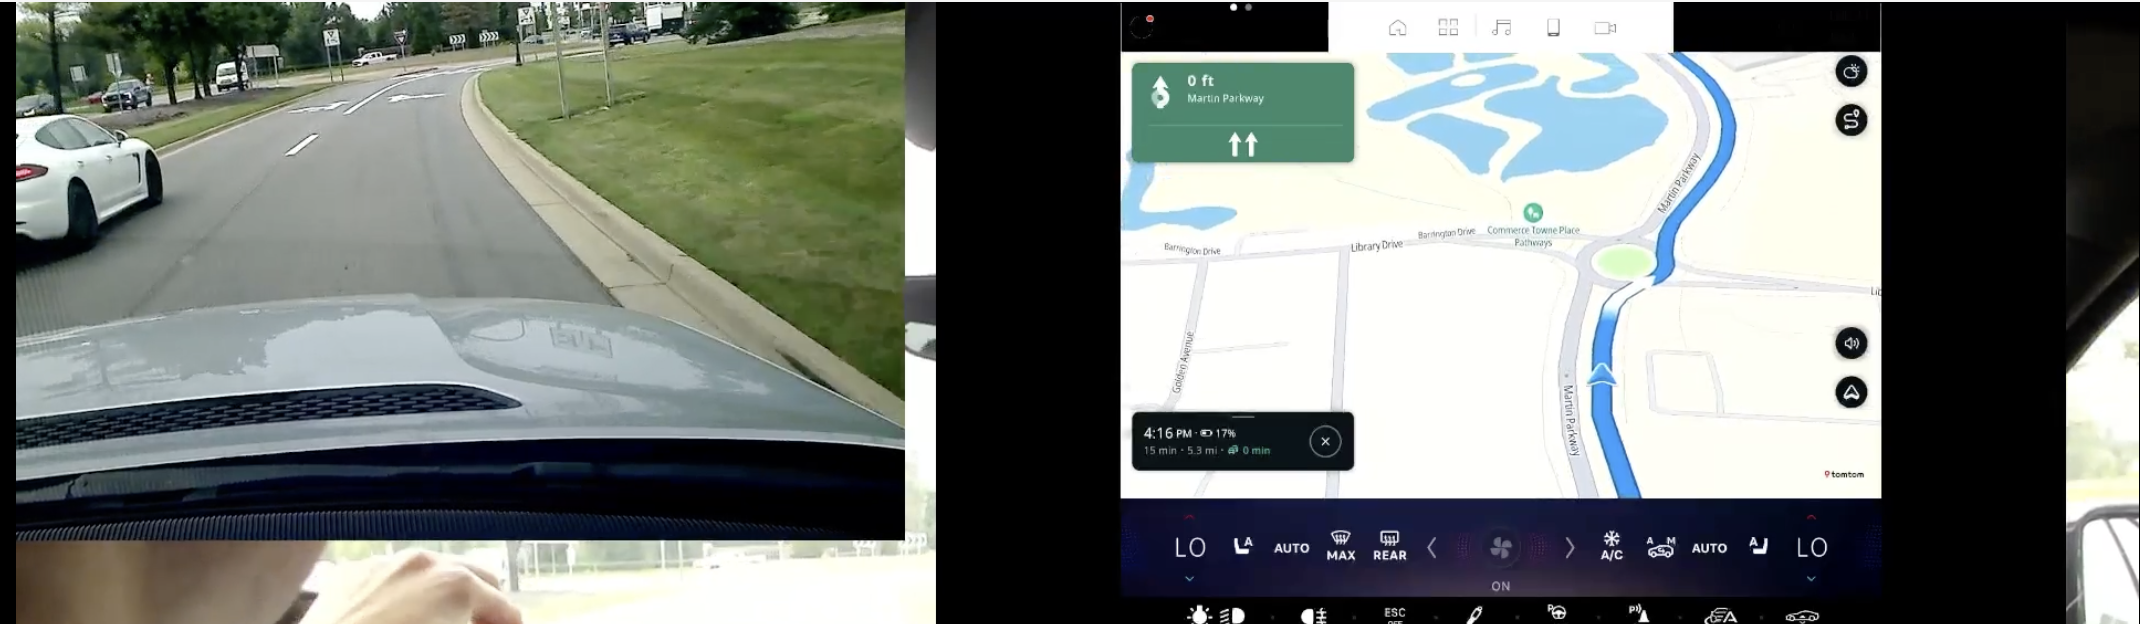 0 ft
Martin Parkway
Martin Parkway
Commerce Towne Place
Pathways
Barrington Drive
Library Drive
Barrington Drive
Lib
Golden Avenue
Martin Parkway
4:16 PM · 17%
15 min · 5.3 mi · 0 min
tomtom
LO
A
AUTO
MAX
REAR
A/C
A M
AUTO
A
LO
ON
ESC
OFF
P
P
A